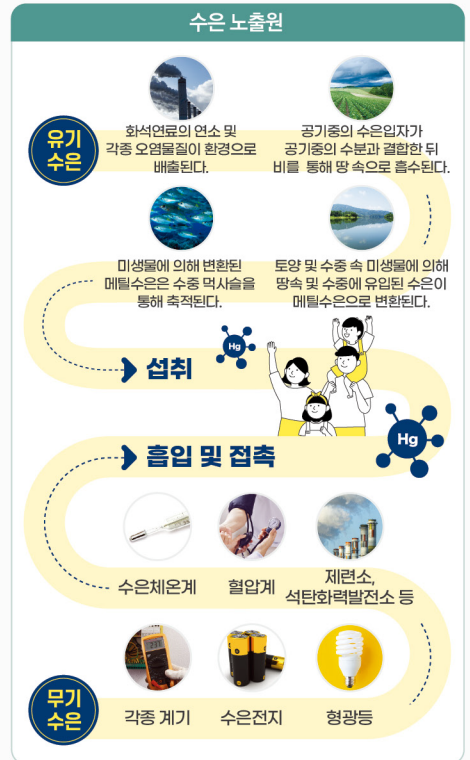 수은 노출원
유기
수은
화석연료의 연소 및
각종 오염물질이 환경으로
배출된다.
공기중의 수은입자가
공기중의 수분과 결합한 뒤
비를 통해 땅 속으로 흡수된다.
토양 및 수중 속 미생물에 의해
땅속 및 수중에 유입된 수은이
메틸수은으로 변환된다.
미생물에 의해 변환된
메틸수은은 수중 먹사슬을
통해 축적된다.
섭취
Hg
Hg
흡입 및 접촉
수은체온계
혈압계
제련소,
석탄화력발전소 등
무기
수은
각종 계기
수은전지
형광등